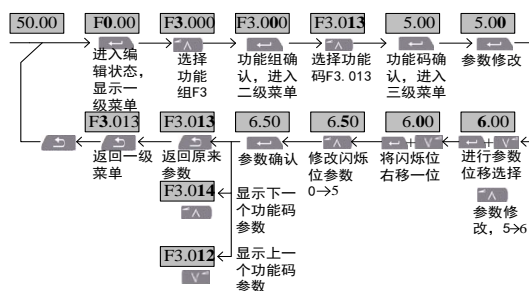 50.00
F0.00
F3.000
F3.000
F3.013
5.00
5.00
进入编
辑状态，
显示一
级菜单
选择
功能
组F3
功能组确
认，进入
二级菜单
选择功能
码F3.013
功能码确
认，进入
三级菜单
参数修改
F3.013
F3.013
6.50
6.50
6.00
6.00
返回一级
菜单
返回原来
参数
参数确认
修改闪烁
位参数
0→5
+
将闪烁位
右移一位
+
进行参数
位移选择
参数修
改，5→6
F3.014
显示下一
个功能码
参数
F3.012
显示上一
个功能码
参数